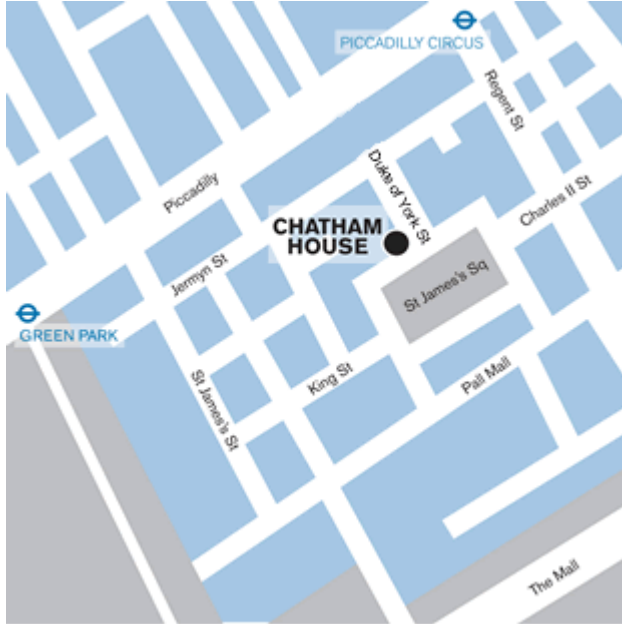 PICCADILLY CIRCUS
Regent St
Duke of York St
Piccadilly
Charles II St
CHATHAM
HOUSE
Jermyn St
St James's Sq
GREEN PARK
King St
Pall Mall
St James's St
The Mall